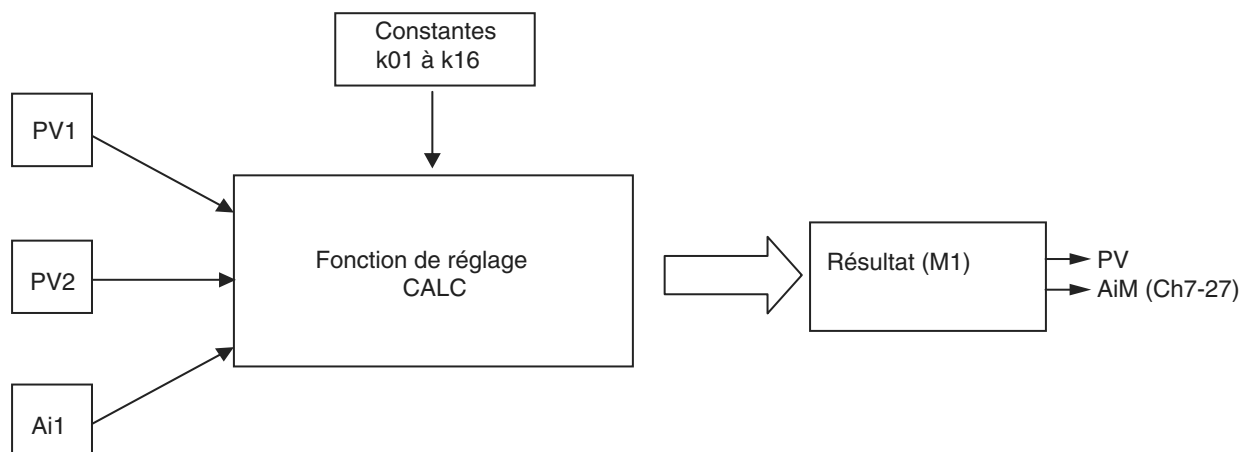 Constantes
k01 à k16
PV1
PV2
Ai1
Fonction de réglage
CALC
Résultat (M1)
PV
AiM (Ch7-27)